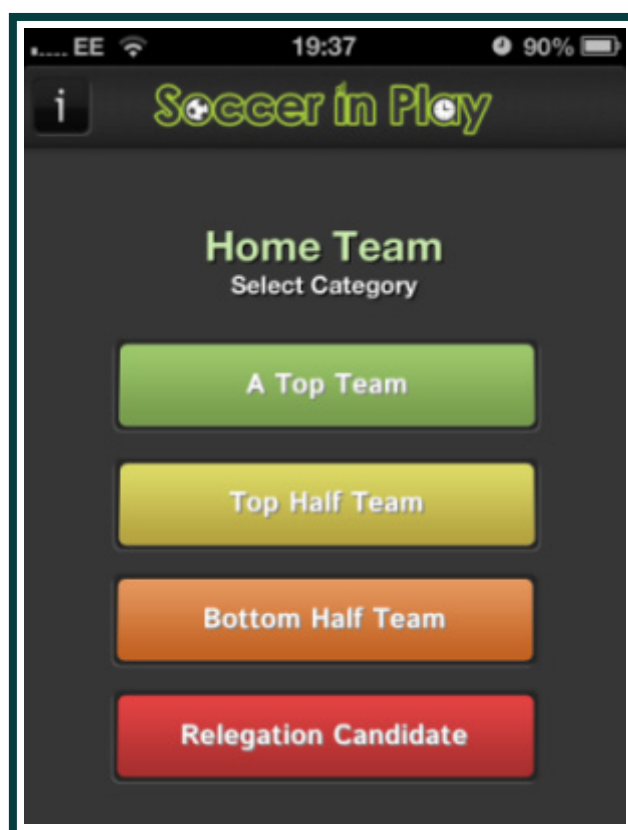 EE 19:37 90%
i Soccer in Play
Home Team
Select Category
A Top Team
Top Half Team
Bottom Half Team
Relegation Candidate